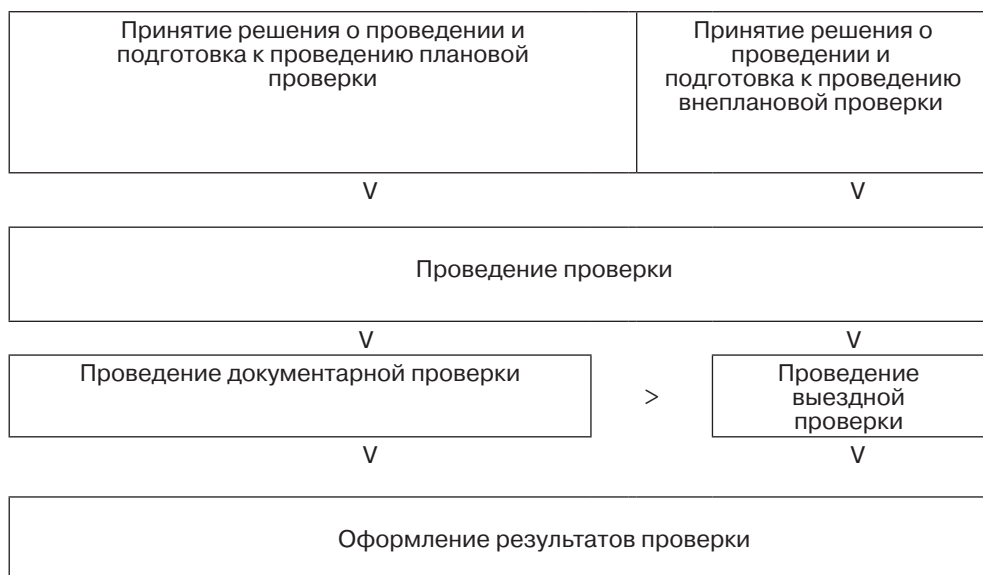 Принятие решения о проведении и
подготовка к проведению плановой
проверки
Принятие решения о
проведении и
подготовка к проведению
внеплановой проверки
V
V
Проведение проверки
V
V
Проведение документарной проверки
>
Проведение
выездной
проверки
V
V
Оформление результатов проверки